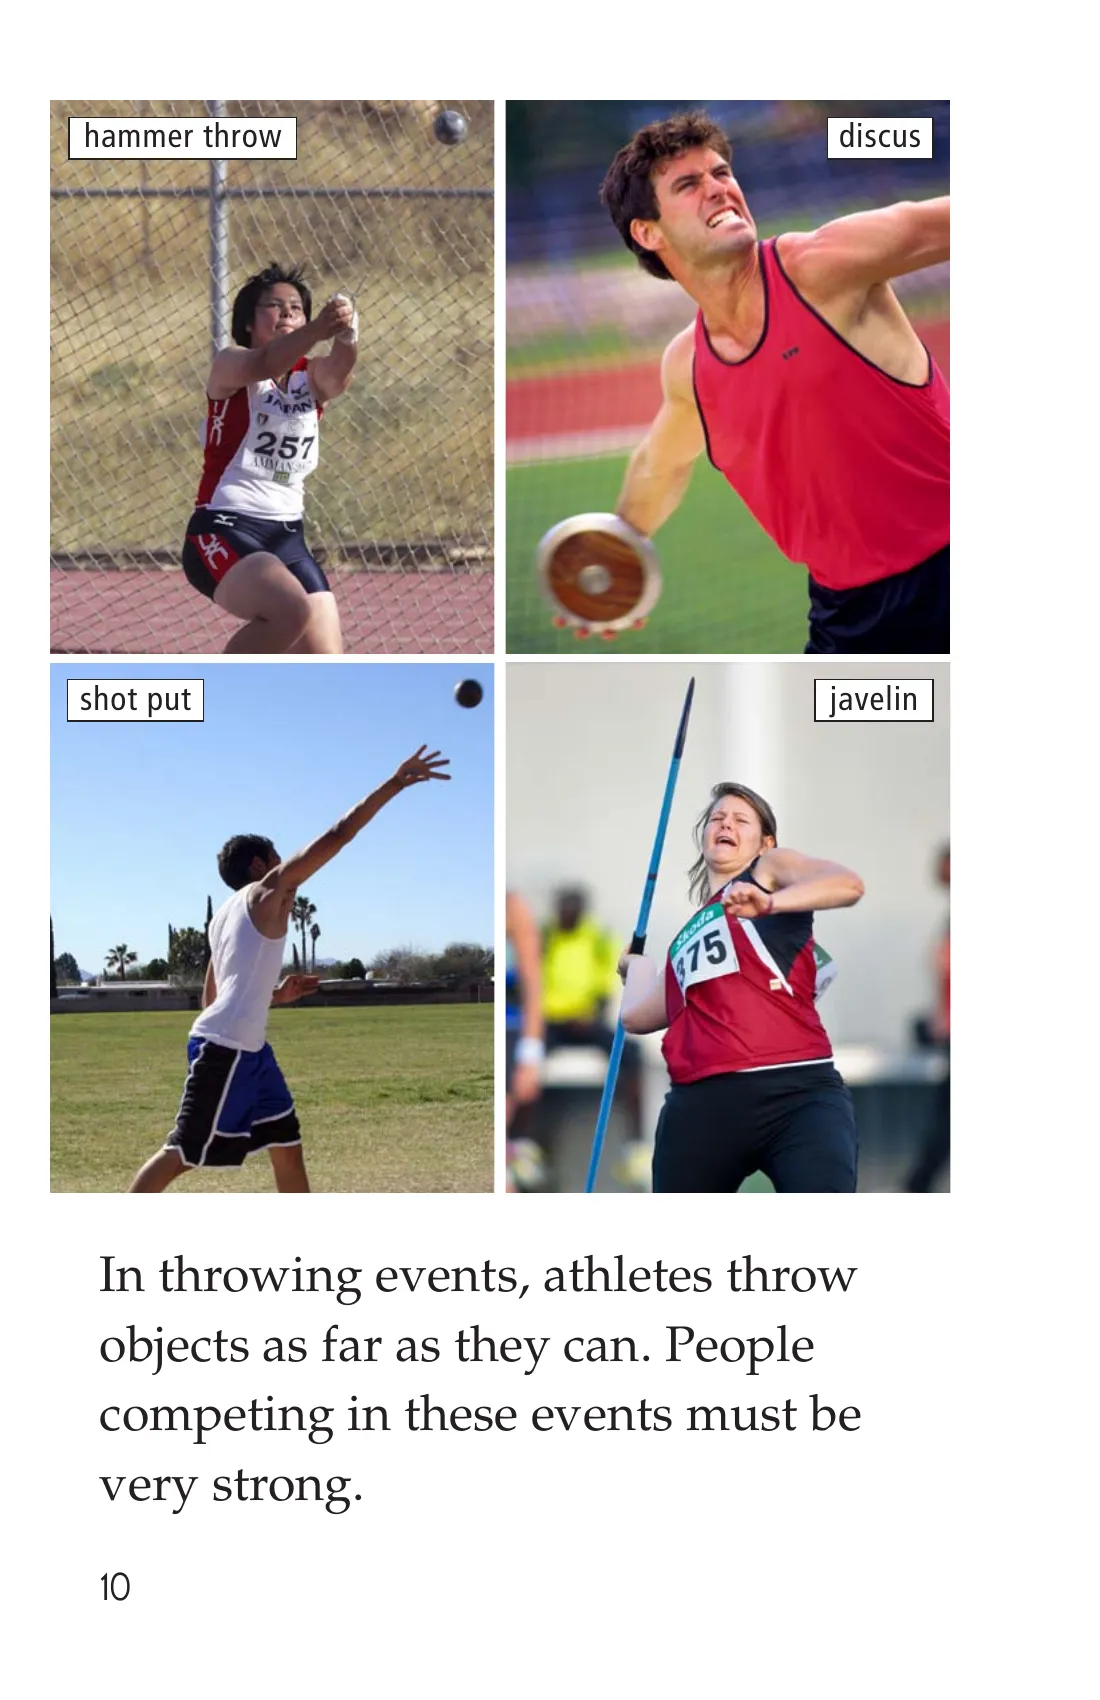 hammer throw
discus
JAPAN
257
AMMAN
shot put
javelin
Skoda
375
In throwing events, athletes throw
objects as far as they can. People
competing in these events must be
very strong.
10